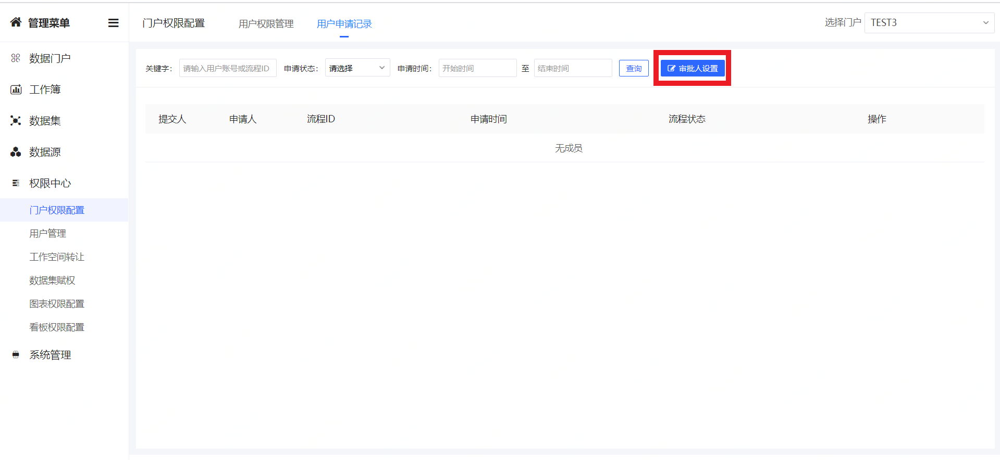 管理菜单
门户权限配置 用户权限管理 用户申请记录 选择门户 TEST3
数据门户
工作簿
数据集
数据源
权限中心
门户权限配置
用户管理
工作空间转让
数据集赋权
图表权限配置
看板权限配置
系统管理
关键字： 请输入用户账号或流程ID 申请状态： 请选择 申请时间： 开始时间 至 结束时间 查询 审批人设置
提交人 申请人 流程ID 申请时间 流程状态 操作
无成员